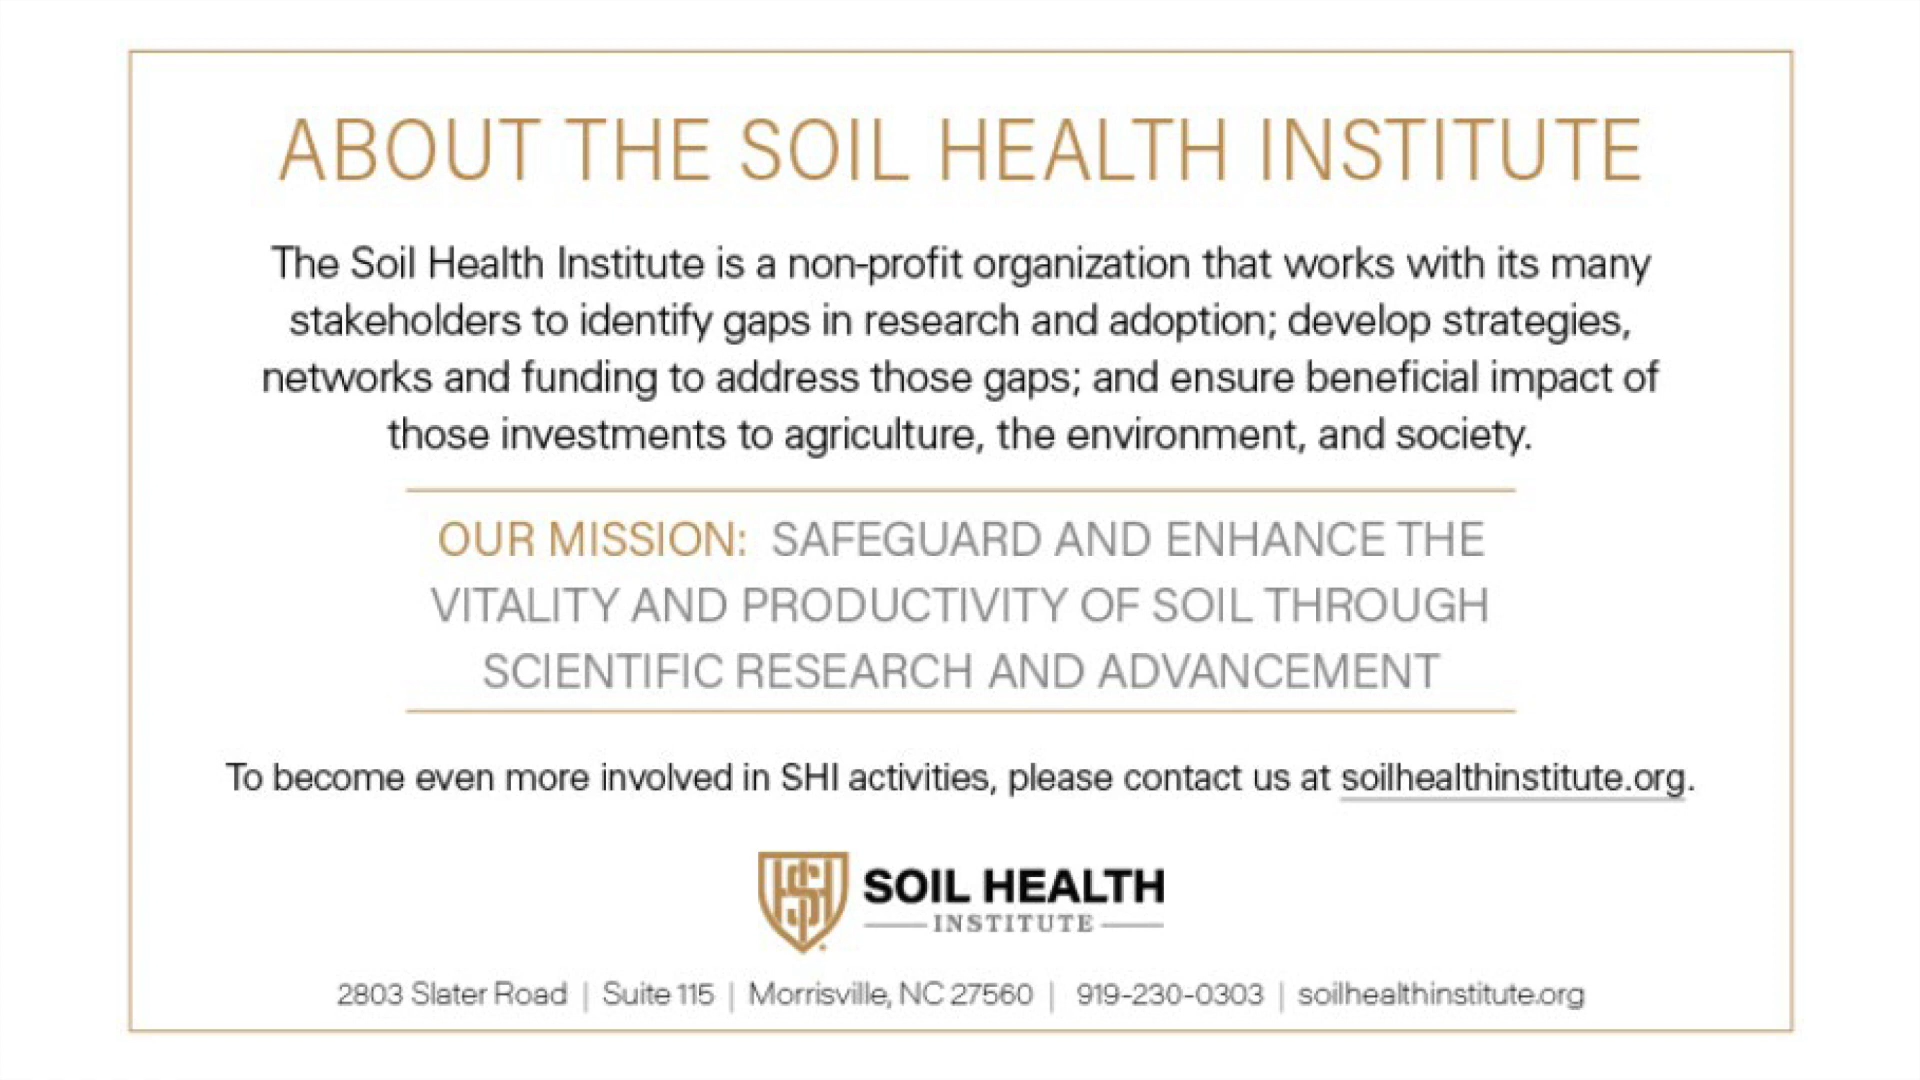 ABOUT THE SOIL HEALTH INSTITUTE
The Soil Health Institute is a non-profit organization that works with its many
stakeholders to identify gaps in research and adoption; develop strategies,
networks and funding to address those gaps; and ensure beneficial impact of
those investments to agriculture, the environment, and society.
OUR MISSION: SAFEGUARD AND ENHANCE THE
VITALITY AND PRODUCTIVITY OF SOIL THROUGH
SCIENTIFIC RESEARCH AND ADVANCEMENT
To become even more involved in SHI activities, please contact us at soilhealthinstitute.org.
SHI
SOIL HEALTH
INSTITUTE
2803 Slater Road | Suite 115 | Morrisville, NC 27560 | 919-230-0303 | soilhealthinstitute.org